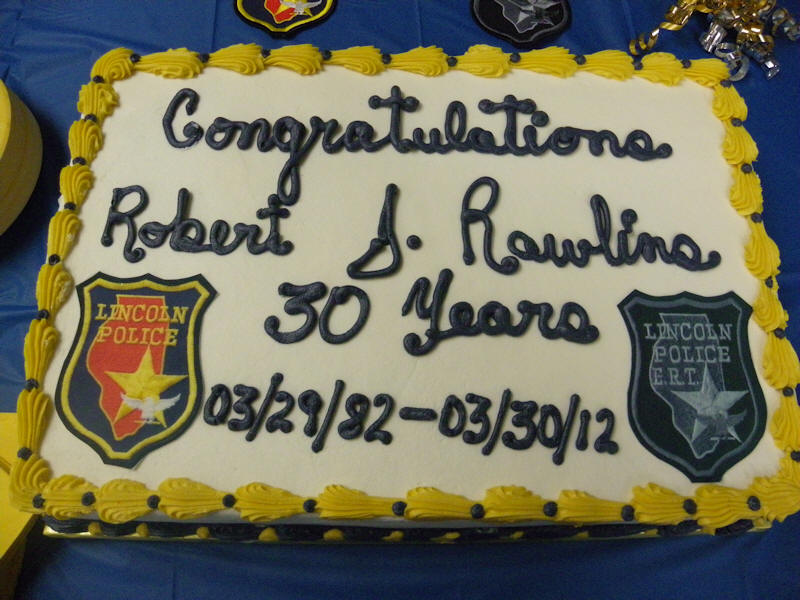 Congratulations
Robert J. Rawlins
30 Years
03/29/82-03/30/12
LINCOLN
POLICE
LINCOLN
POLICE
E.R.T.